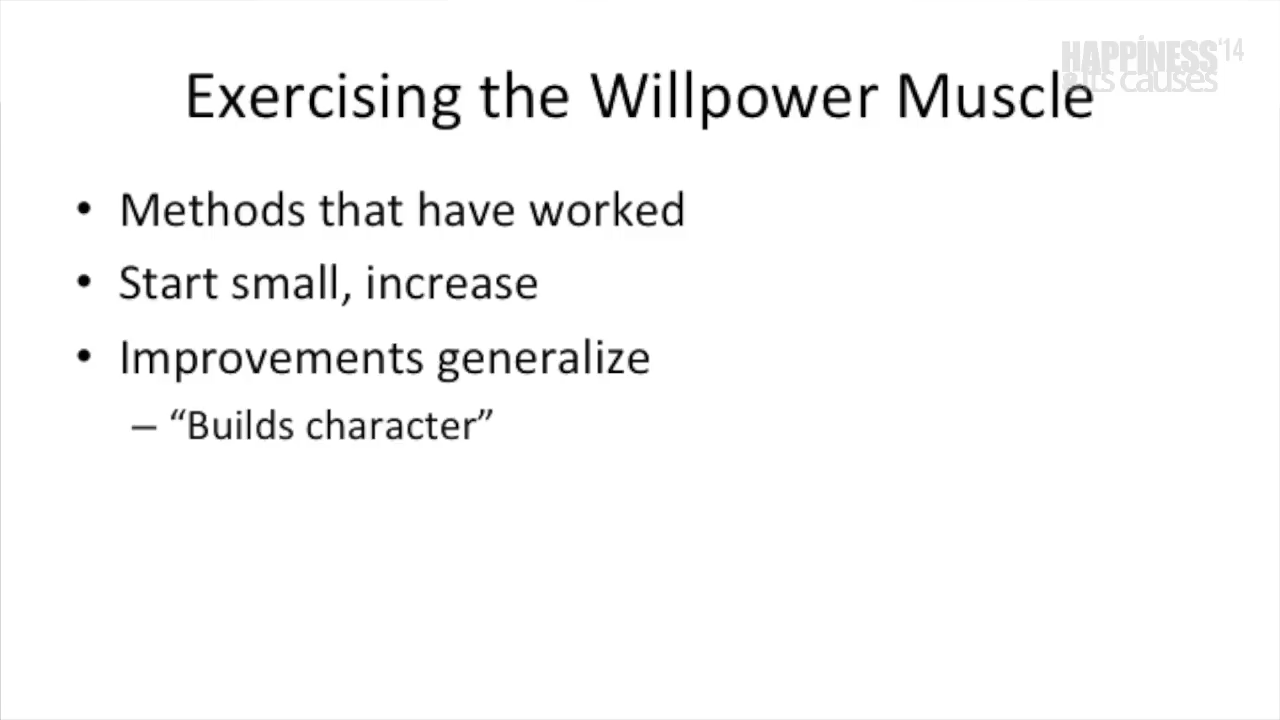 HAPPINESS '14
& its causes
Exercising the Willpower Muscle
• Methods that have worked
• Start small, increase
• Improvements generalize
– “Builds character”